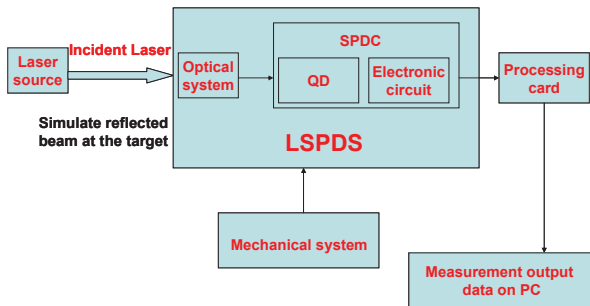 Laser
source
Incident Laser
Simulate reflected
beam at the target
Optical
system
SPDC
QD
Electronic
circuit
LSPDS
Processing
card
Mechanical system
Measurement output
data on PC